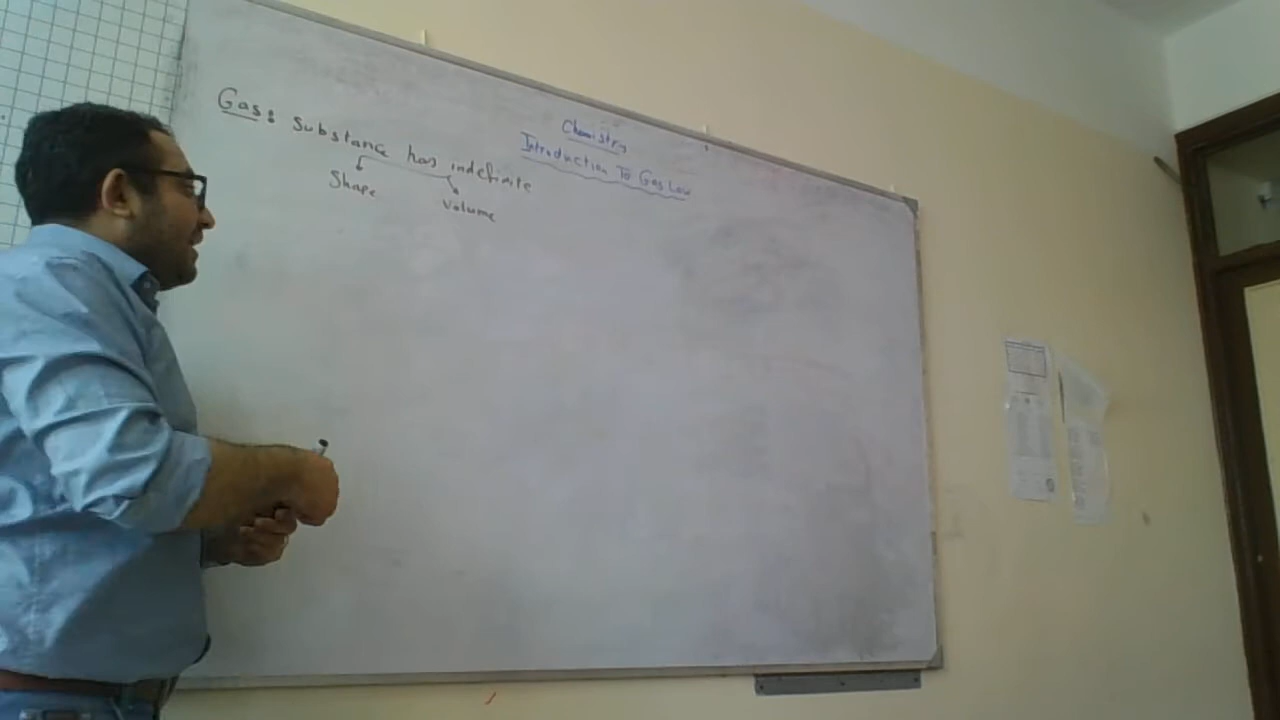 Chemistry
Introduction To Gas Law
Gas: Substance has indefinite
Shape
Volume